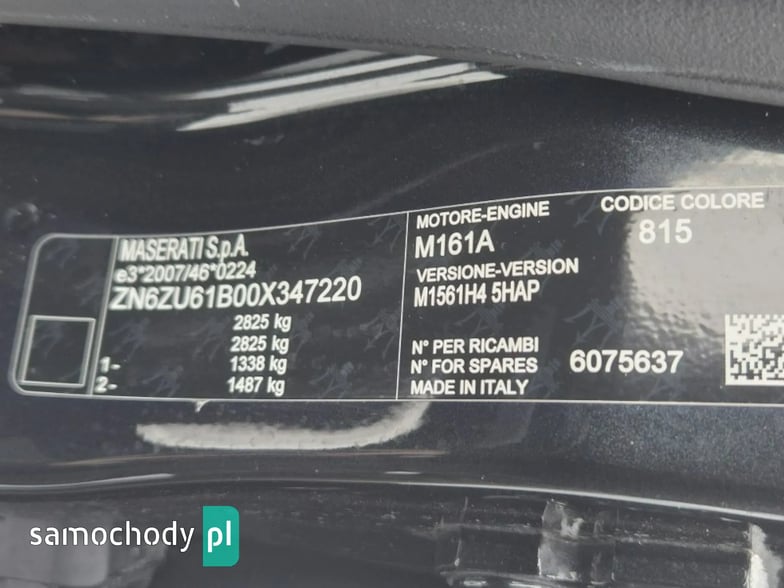 MASERATI S.p.A.
e3*2007/46*0224
ZN6ZU61B00X347220
2825 kg
2825 kg
1- 1338 kg
2- 1487 kg
MOTORE-ENGINE
M161A
VERSIONE-VERSION
M1561H4 5HAP
N° PER RICAMBI
N° FOR SPARES 6075637
MADE IN ITALY
CODICE COLORE
815
samochody pl